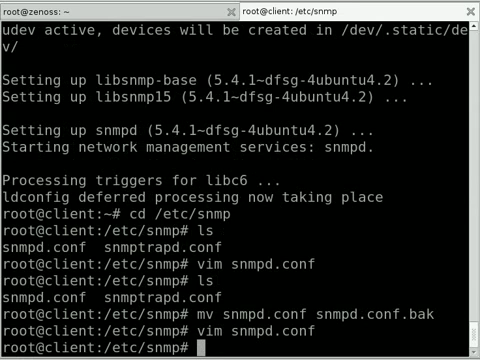 root@zenoss: ~
root@client: /etc/snmp
udev active, devices will be created in /dev/.static/de
v/
Setting up libsnmp-base (5.4.1~dfsg-4ubuntu4.2) ...
Setting up libsnmp15 (5.4.1~dfsg-4ubuntu4.2) ...
Setting up snmpd (5.4.1~dfsg-4ubuntu4.2) ...
Starting network management services: snmpd.
Processing triggers for libc6 ...
ldconfig deferred processing now taking place
root@client:~# cd /etc/snmp
root@client:/etc/snmp# ls
snmpd.conf  snmptrapd.conf
root@client:/etc/snmp# vim snmpd.conf
root@client:/etc/snmp# ls
snmpd.conf  snmptrapd.conf
root@client:/etc/snmp# mv snmpd.conf snmpd.conf.bak
root@client:/etc/snmp# vim snmpd.conf
root@client:/etc/snmp#